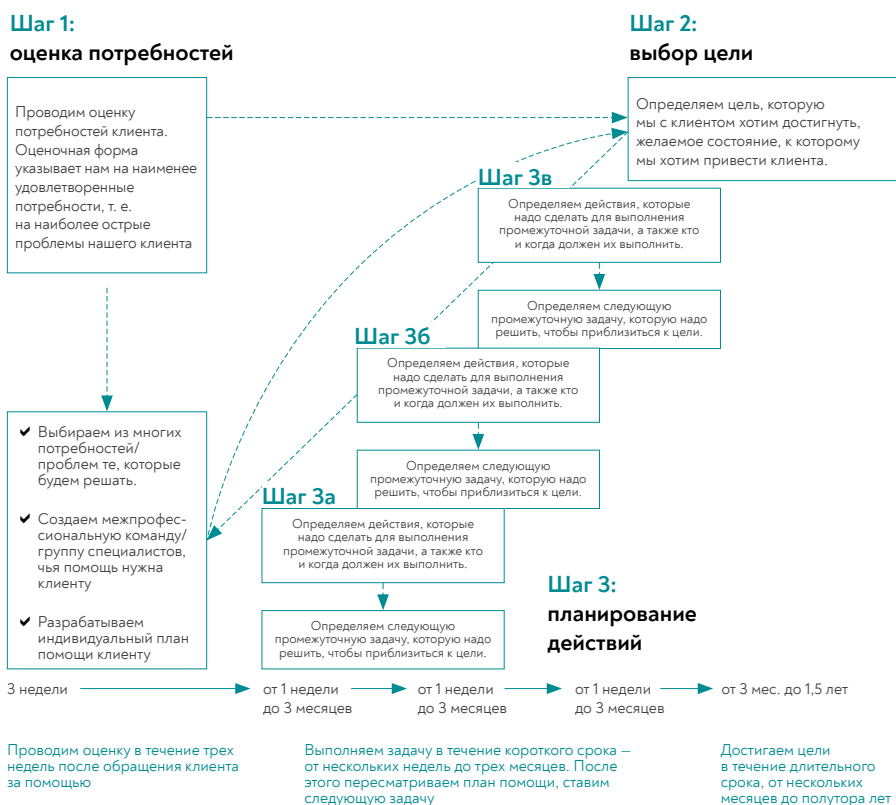 Шаг 1:
оценка потребностей
Проводим оценку
потребностей клиента.
Оценочная форма
указывает нам на наименее
удовлетворенные
потребности, т. е.
на наиболее острые
проблемы нашего клиента
Шаг 2:
выбор цели
Определяем цель, которую
мы с клиентом хотим достигнуть,
желаемое состояние, к которому
мы хотим привести клиента.
Шаг 3в
Определяем действия, которые
надо сделать для выполнения
промежуточной задачи, а также кто
и когда должен их выполнить.
Определяем следующую
промежуточную задачу, которую надо
решить, чтобы приблизиться к цели.
Шаг 3б
Определяем действия, которые
надо сделать для выполнения
промежуточной задачи, а также кто
и когда должен их выполнить.
Определяем следующую
промежуточную задачу, которую надо
решить, чтобы приблизиться к цели.
Шаг 3а
Определяем действия, которые
надо сделать для выполнения
промежуточной задачи, а также кто
и когда должен их выполнить.
Определяем следующую
промежуточную задачу, которую надо
решить, чтобы приблизиться к цели.
✔ Выбираем из многих
потребностей/
проблем те, которые
будем решать.
✔ Создаем межпрофес-
сиональную команду/
группу специалистов,
чья помощь нужна
клиенту
✔ Разрабатываем
индивидуальный план
помощи клиенту
Шаг 3:
планирование
действий
3 недели
от 1 недели
до 3 месяцев
от 1 недели
до 3 месяцев
от 1 недели
до 3 месяцев
от 3 мес. до 1,5 лет
Проводим оценку в течение трех
недель после обращения клиента
за помощью
Выполняем задачу в течение короткого срока —
от нескольких недель до трех месяцев. После
этого пересматриваем план помощи, ставим
следующую задачу
Достигаем цели
в течение длительного
срока, от нескольких
месяцев до полутора лет